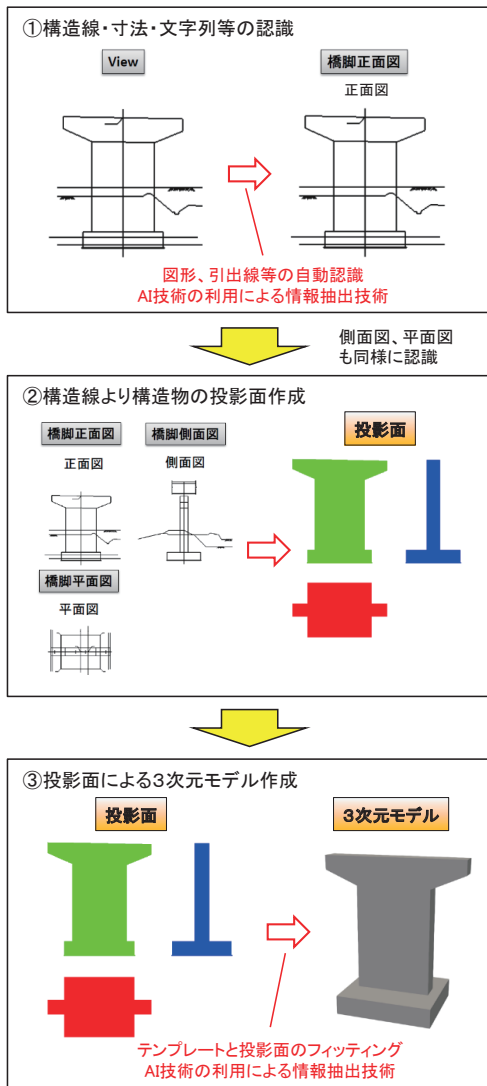 ①構造線・寸法・文字列等の認識
View
橋脚正面図
正面図
図形、引出線等の自動認識
AI技術の利用による情報抽出技術
側面図、平面図
も同様に認識
②構造線より構造物の投影面作成
橋脚正面図
橋脚側面図
投影面
正面図
側面図
橋脚平面図
平面図
③投影面による3次元モデル作成
投影面
3次元モデル
テンプレートと投影面のフィッティング
AI技術の利用による情報抽出技術